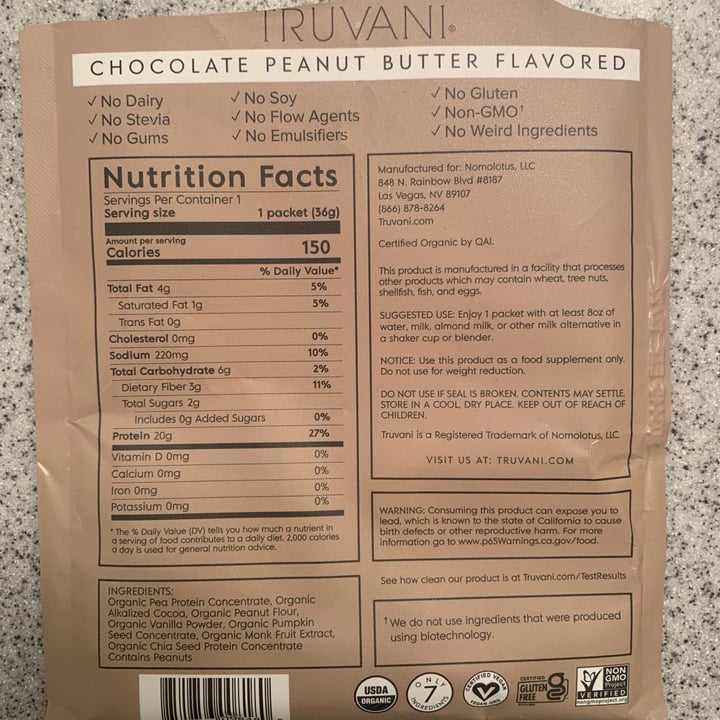 TRUVANI®
CHOCOLATE PEANUT BUTTER FLAVORED
✓ No Dairy
✓ No Stevia
✓ No Gums
✓ No Soy
✓ No Flow Agents
✓ No Emulsifiers
✓ No Gluten
✓ Non-GMO†
✓ No Weird Ingredients
Nutrition Facts
Servings Per Container 1
Serving size 1 packet (36g)
Amount per serving
Calories 150
% Daily Value*
Total Fat 4g 5%
Saturated Fat 1g 5%
Trans Fat 0g
Cholesterol 0mg 0%
Sodium 220mg 10%
Total Carbohydrate 6g 2%
Dietary Fiber 3g 11%
Total Sugars 2g
Includes 0g Added Sugars 0%
Protein 20g 27%
Vitamin D 0mg 0%
Calcium 0mg 0%
Iron 0mg 0%
Potassium 0mg 0%
* The % Daily Value (DV) tells you how much a nutrient in
a serving of food contributes to a daily diet. 2,000 calories
a day is used for general nutrition advice.
INGREDIENTS:
Organic Pea Protein Concentrate, Organic
Alkalized Cocoa, Organic Peanut Flour,
Organic Vanilla Powder, Organic Pumpkin
Seed Concentrate, Organic Monk Fruit Extract,
Organic Chia Seed Protein Concentrate
Contains Peanuts
Manufactured for: Nomolotus, LLC
848 N. Rainbow Blvd #8187
Las Vegas, NV 89107
(866) 878-8264
Truvani.com
Certified Organic by QAI.
This product is manufactured in a facility that processes
other products which may contain wheat, tree nuts,
shellfish, fish, and eggs.
SUGGESTED USE: Enjoy 1 packet with at least 8oz of
water, milk, almond milk, or other milk alternative in
a shaker cup or blender.
NOTICE: Use this product as a food supplement only.
Do not use for weight reduction.
DO NOT USE IF SEAL IS BROKEN. CONTENTS MAY SETTLE.
STORE IN A COOL, DRY PLACE. KEEP OUT OF REACH OF
CHILDREN.
Truvani is a Registered Trademark of Nomolotus, LLC.
VISIT US AT: TRUVANI.COM
WARNING: Consuming this product can expose you to
lead, which is known to the state of California to cause
birth defects or other reproductive harm. For more
information go to www.p65Warnings.ca.gov/food.
See how clean our product is at Truvani.com/TestResults
†We do not use ingredients that were produced
using biotechnology.
USDA
ORGANIC
ONLY
7
INGREDIENTS
CERTIFIED VEGAN
VEGAN.ORG
CERTIFIED
GLUTEN
FREE
NON
GMO
Project
VERIFIED
nongmoproject.org